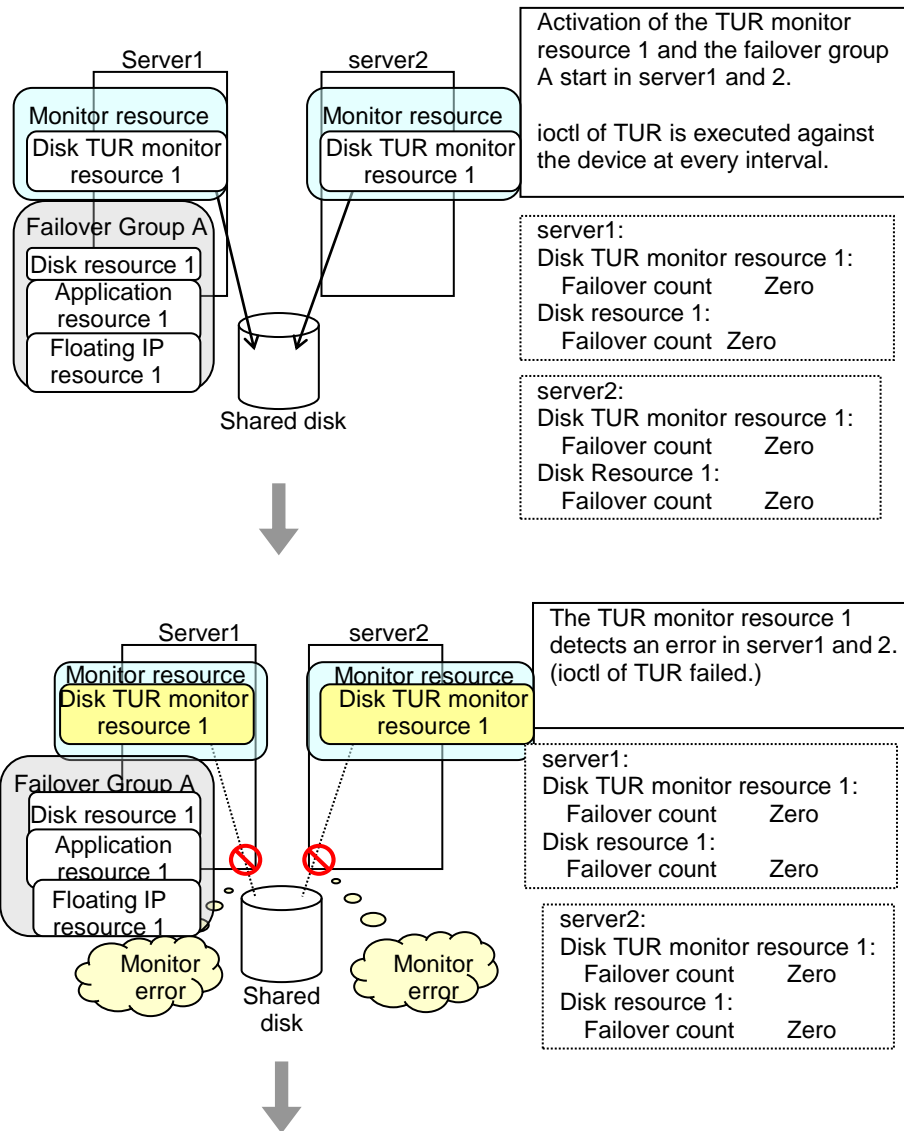 Server1
server2
Monitor resource
Disk TUR monitor
resource 1
Monitor resource
Disk TUR monitor
resource 1
Failover Group A
Disk resource 1
Application
resource 1
Floating IP
resource 1
Shared disk
Activation of the TUR monitor
resource 1 and the failover group
A start in server1 and 2.
ioctl of TUR is executed against
the device at every interval.
server1:
Disk TUR monitor resource 1:
Failover count Zero
Disk resource 1:
Failover count Zero
server2:
Disk TUR monitor resource 1:
Failover count Zero
Disk Resource 1:
Failover count Zero
Server1
server2
Monitor resource
Disk TUR monitor
resource 1
Monitor resource
Disk TUR monitor
resource 1
Failover Group A
Disk resource 1
Application
resource 1
Floating IP
resource 1
Monitor
error
Shared
disk
Monitor
error
The TUR monitor resource 1
detects an error in server1 and 2.
(ioctl of TUR failed.)
server1:
Disk TUR monitor resource 1:
Failover count Zero
Disk resource 1:
Failover count Zero
server2:
Disk TUR monitor resource 1:
Failover count Zero
Disk resource 1:
Failover count Zero